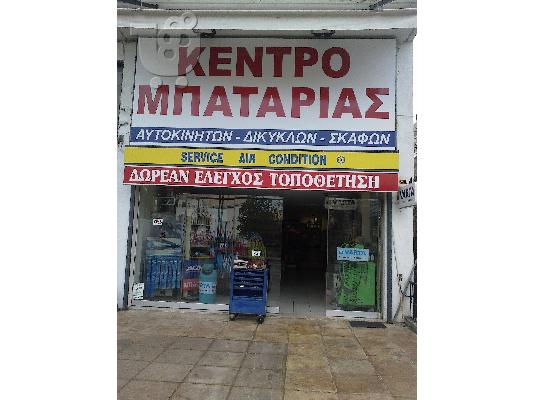 ΚΕΝΤΡΟ
ΜΠΑΤΑΡΙΑΣ
ΑΥΤΟΚΙΝΗΤΩΝ - ΔΙΚΥΚΛΩΝ - ΣΚΑΦΩΝ
SERVICE AIR CONDITION
ΔΩΡΕΑΝ ΕΛΕΓΧΟΣ ΤΟΠΟΘΕΤΗΣΗ
VARTA